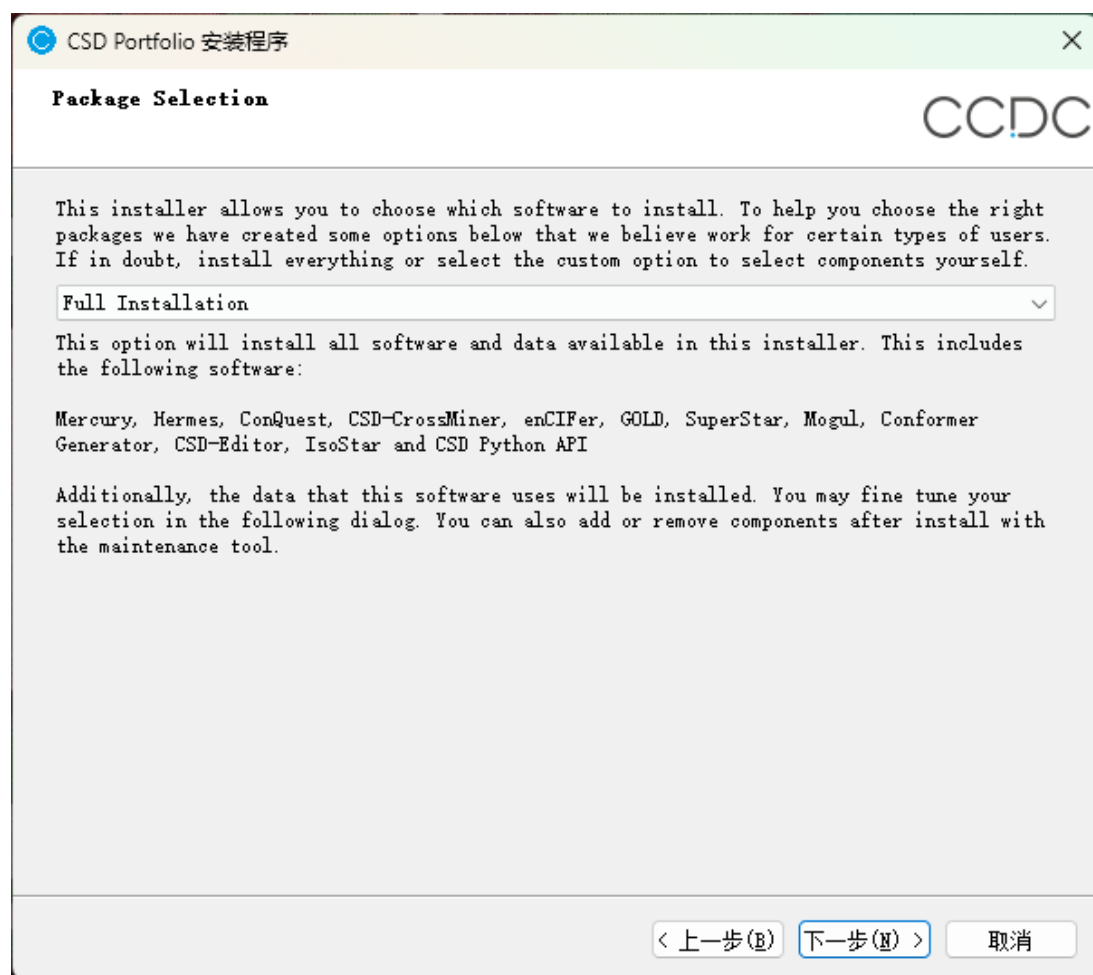 CSD Portfolio 安装程序
Package Selection
CCDC
This installer allows you to choose which software to install. To help you choose the right
packages we have created some options below that we believe work for certain types of users.
If in doubt, install everything or select the custom option to select components yourself.
Full Installation
This option will install all software and data available in this installer. This includes
the following software:
Mercury, Hermes, ConQuest, CSD-CrossMiner, enCIFer, GOLD, SuperStar, Mogul, Conformer
Generator, CSD-Editor, IsoStar and CSD Python API
Additionally, the data that this software uses will be installed. You may fine tune your
selection in the following dialog. You can also add or remove components after install with
the maintenance tool.
< 上一步(B) 下一步(N) > 取消